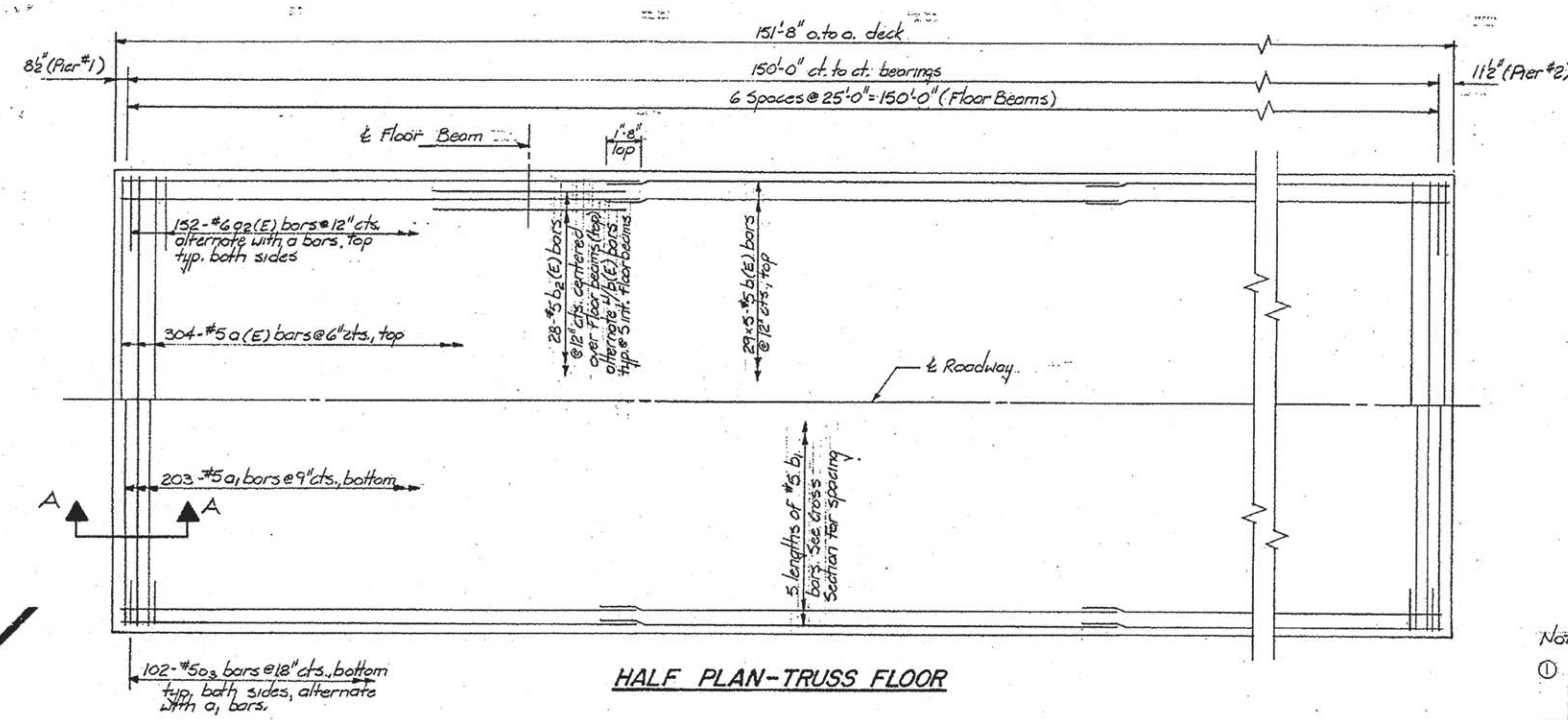 151'-8" o. to o. deck
8½" (Pier #1)
150'-0" ct. to ct. bearings
11½" (Pier #2)
6 Spaces @ 25'-0" = 150'-0" (Floor Beams)
℄ Floor Beam
1'-8"
lap
152-#6 a2(E) bars @ 12" cts.
alternate with a bars, top
typ. both sides
28-#5 b2(E) bars
@ 12" cts. centered
over floor beams (top)
alternate w/b(E) bars
typ. @ 5 int. floorbeams
29x5-#5 b(E) bars
@ 12" cts., top
304-#5 a(E) bars @ 6" cts., top
℄ Roadway
203-#5 a1 bars @ 9" cts., bottom
A A
5 lengths of #5 b1
bars. See Cross
Section for spacing
102-#5 a3 bars @ 18" cts., bottom
typ. both sides, alternate
with a1 bars.
HALF PLAN-TRUSS FLOOR
①